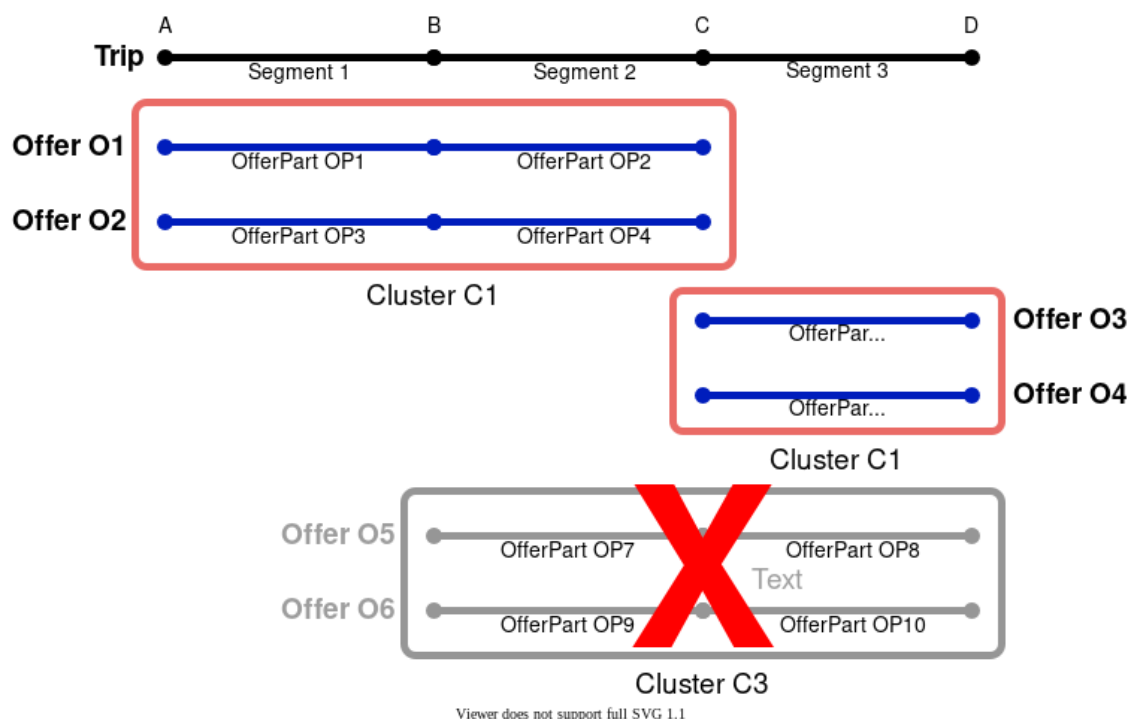 A B C D
Trip
Segment 1 Segment 2 Segment 3
Offer O1
OfferPart OP1 OfferPart OP2
Offer O2
OfferPart OP3 OfferPart OP4
Cluster C1
Offer O3
OfferPar...
Offer O4
OfferPar...
Cluster C1
Offer O5
OfferPart OP7 OfferPart OP8
Text
Offer O6
OfferPart OP9 OfferPart OP10
Cluster C3
Viewer does not support full SVG 1.1